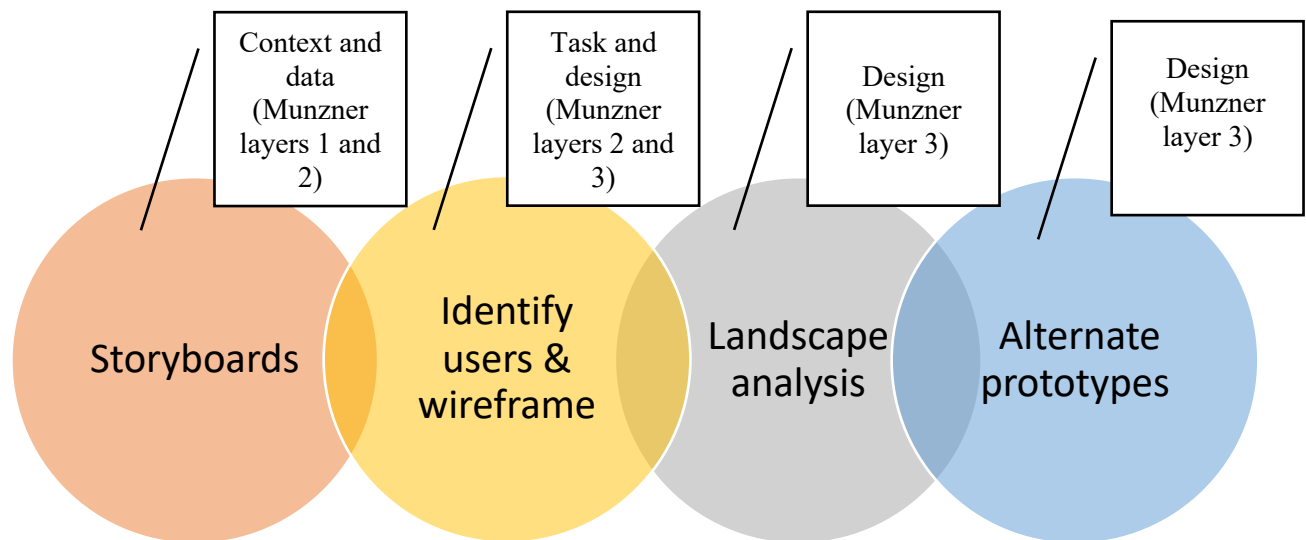 Context and
data
(Munzner
layers 1 and
2)
Task and
design
(Munzner
layers 2 and
3)
Design
(Munzner
layer 3)
Design
(Munzner
layer 3)
Storyboards
Identify
users &
wireframe
Landscape
analysis
Alternate
prototypes